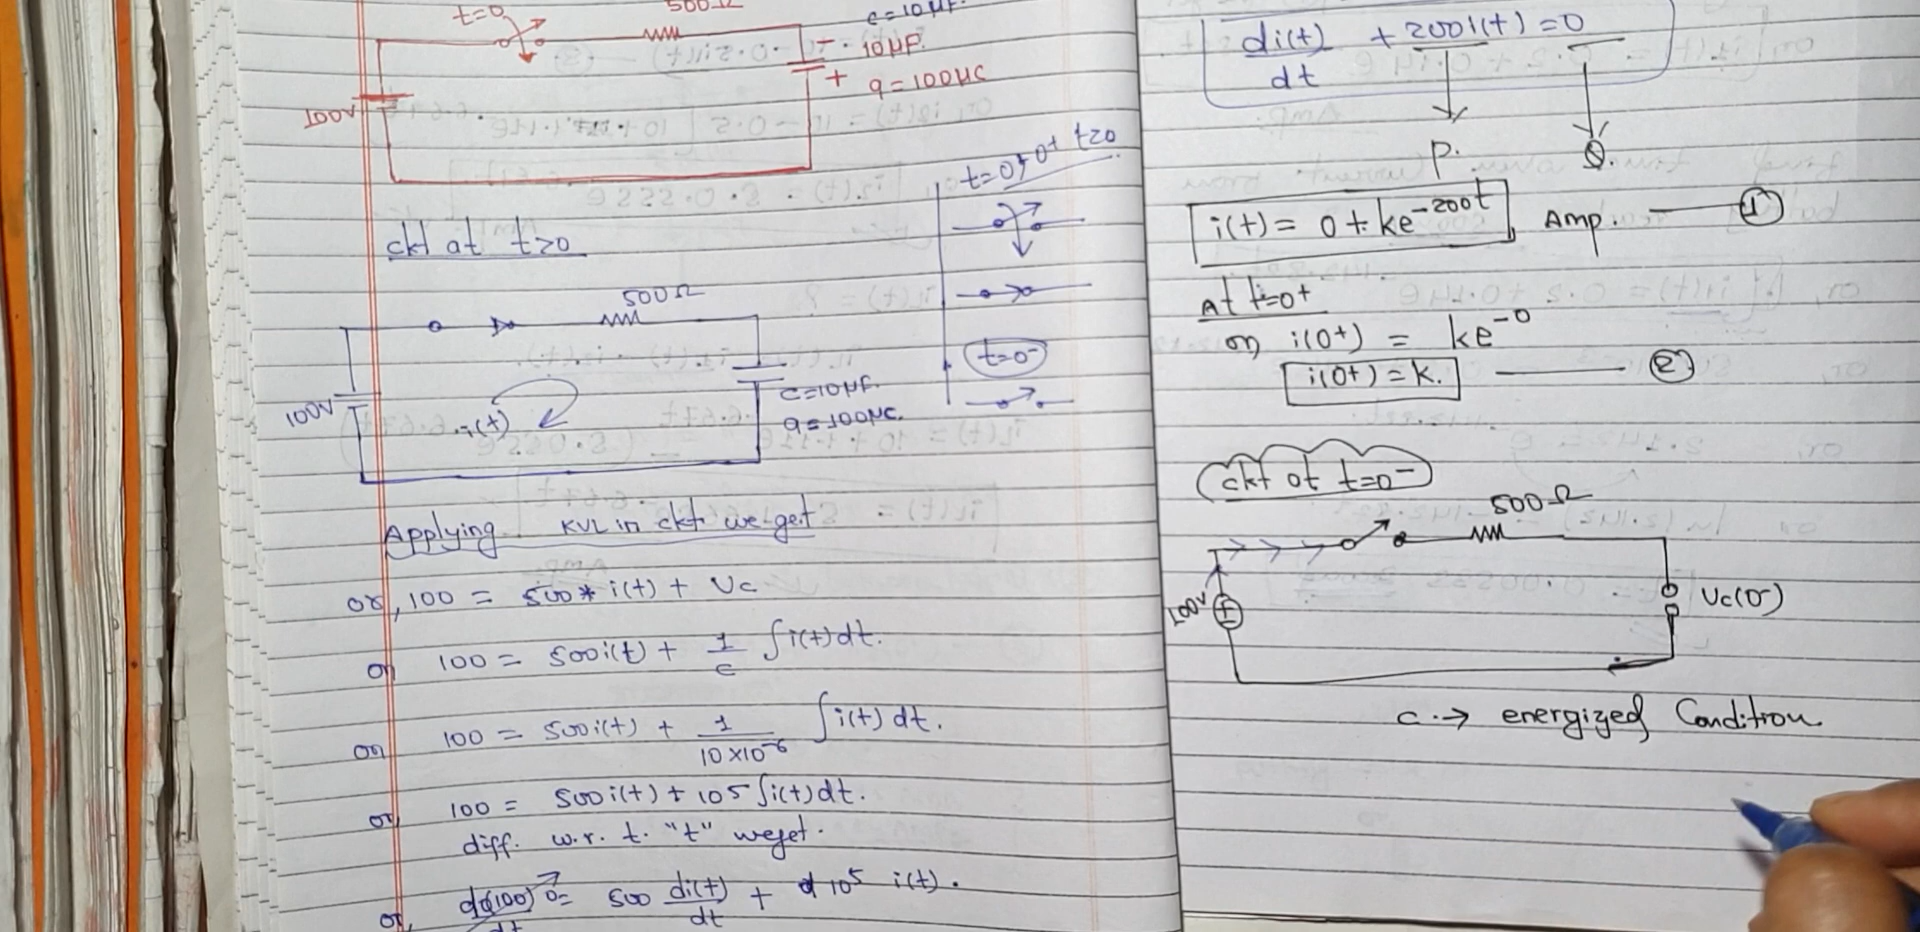 t=0
500Ω
c=10μF.
-
10μF.
+
q=100μC
100V
t=0, 0+ t≥0
ckt at t>0
500Ω
t=0-
100V
i(t)
c=10μF.
q=100μC.
Applying KVL in ckt we get
or, 100 = 500*i(t) + Vc
or 100 = 500i(t) + 1/c ∫i(t)dt.
or 100 = 500i(t) + 1/10×10-6 ∫i(t) dt.
or 100 = 500i(t) + 105 ∫i(t)dt.
diff. w.r.t. "t" weget.
or, d(100)/dt 0= 500 di(t)/dt + 10⁵ i(t).
di(t)/dt + 200i(t) = 0
P. Q.
i(t) = 0 + ke-200t Amp. 1
At t=0+
or i(0+) = ke-0
i(0+) = k. 2
ckt at t=0-
500Ω
100V
+
Vc(0-)
c → energized Condition